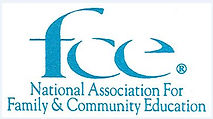 fce®
National Association For
Family & Community Education